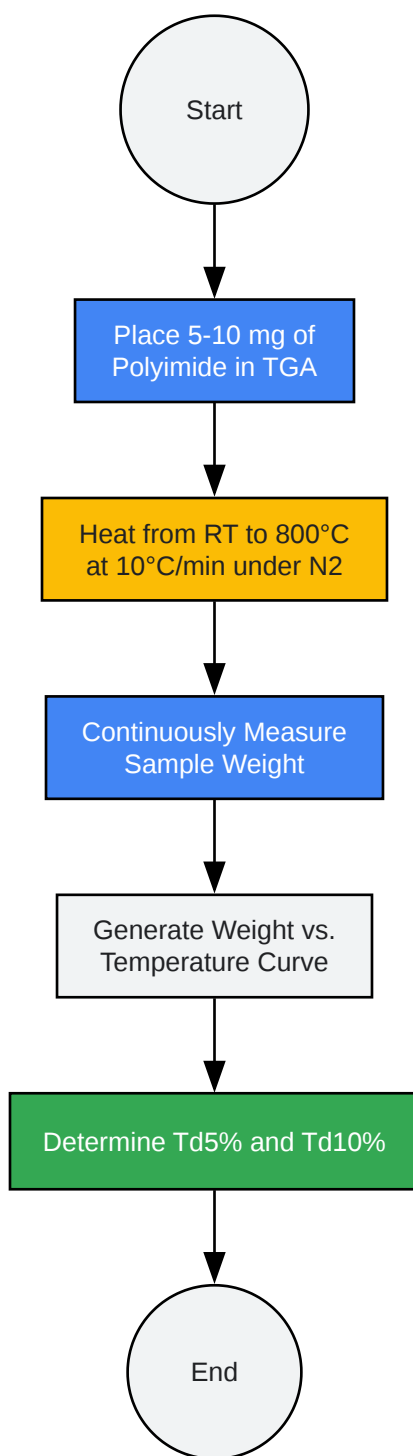 Start
Place 5-10 mg of
Polyimide in TGA
Heat from RT to 800°C
at 10°C/min under N2
Continuously Measure
Sample Weight
Generate Weight vs.
Temperature Curve
Determine Td5% and Td10%
End